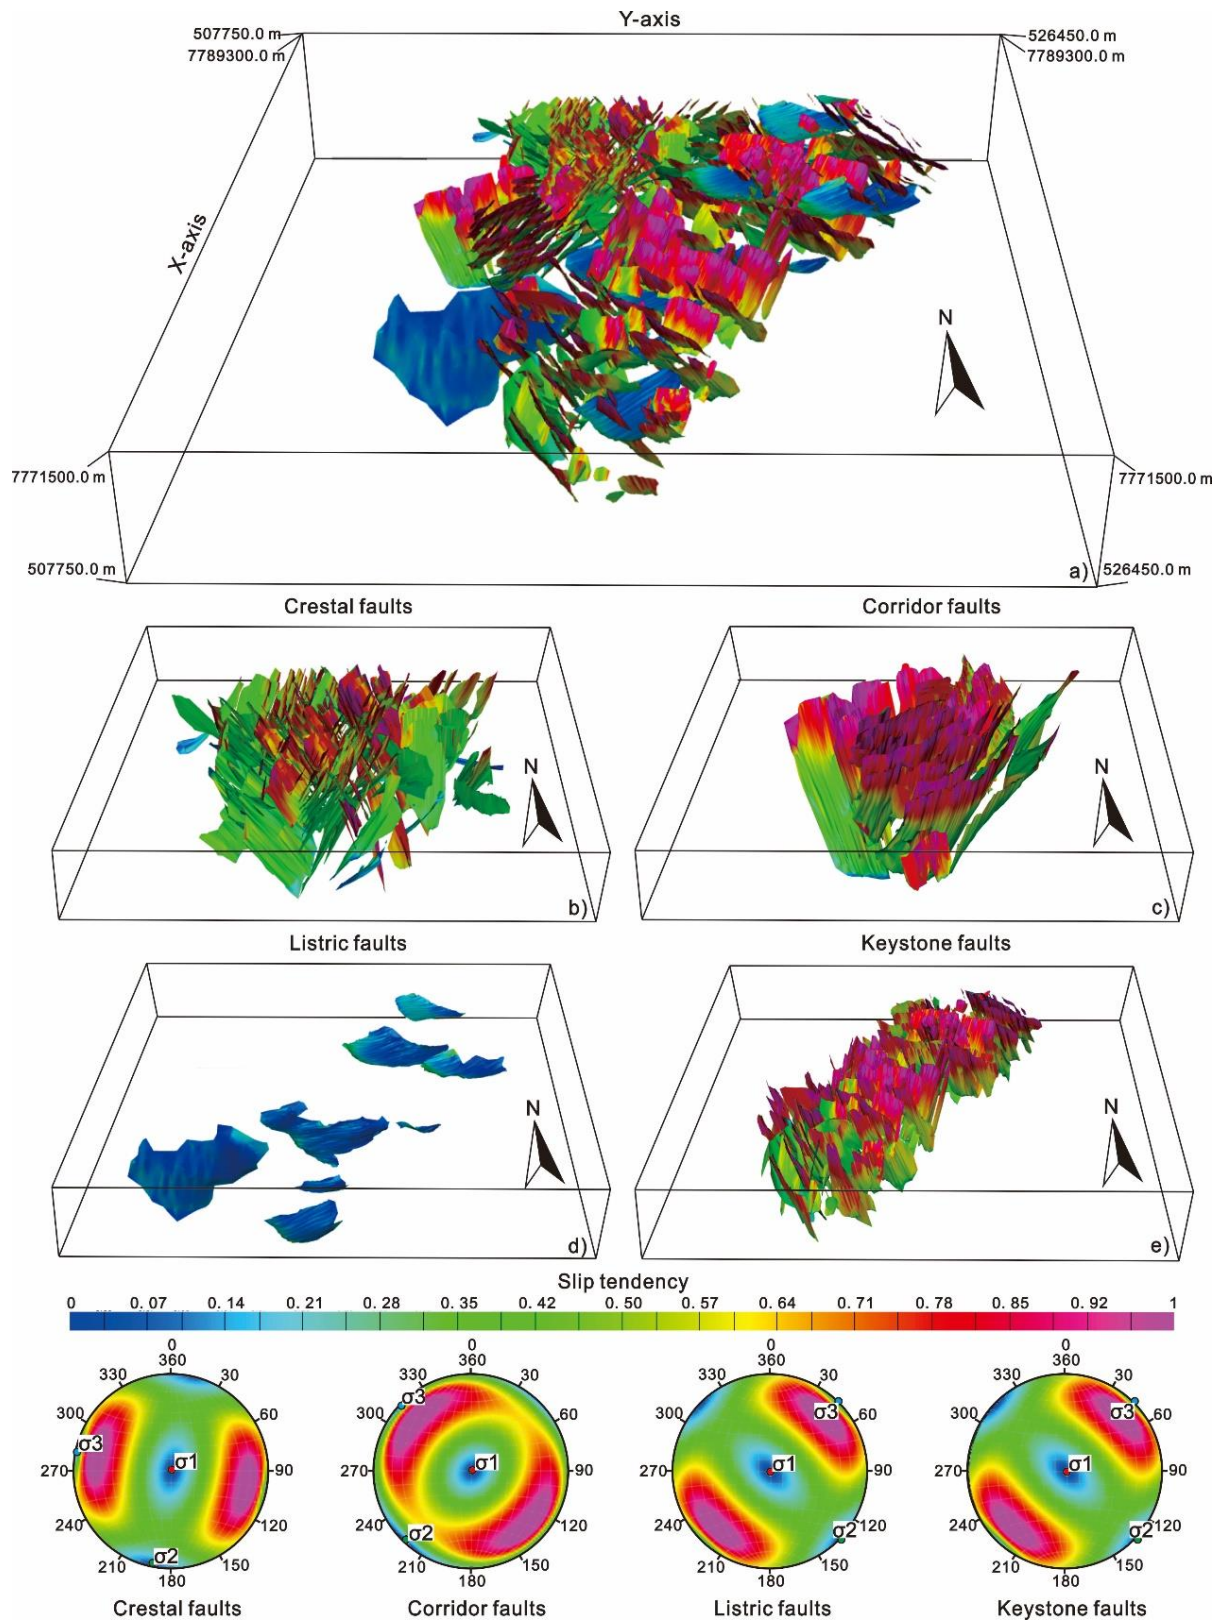 Y-axis
507750.0 m
526450.0 m
7789300.0 m
7789300.0 m
X-axis
N
7771500.0 m
7771500.0 m
507750.0 m
526450.0 m
a)
Crestal faults
Corridor faults
N
N
b)
c)
Listric faults
Keystone faults
N
N
d)
e)
Slip tendency
0 0.07 0.14 0.21 0.28 0.35 0.42 0.50 0.57 0.64 0.71 0.78 0.85 0.92 1
0 0 0 0
360 360 360 360
330 30 330 30 330 30 330 30
300 60 300 60 300 60 300 60
σ3 σ3 σ3 σ3
270 σ1 90 270 σ1 90 270 σ1 90 270 σ1 90
240 120 240 120 240 120 240 120
σ2 σ2 σ2 σ2
210 150 210 150 210 150 210 150
180 180 180 180
Crestal faults Corridor faults Listric faults Keystone faults